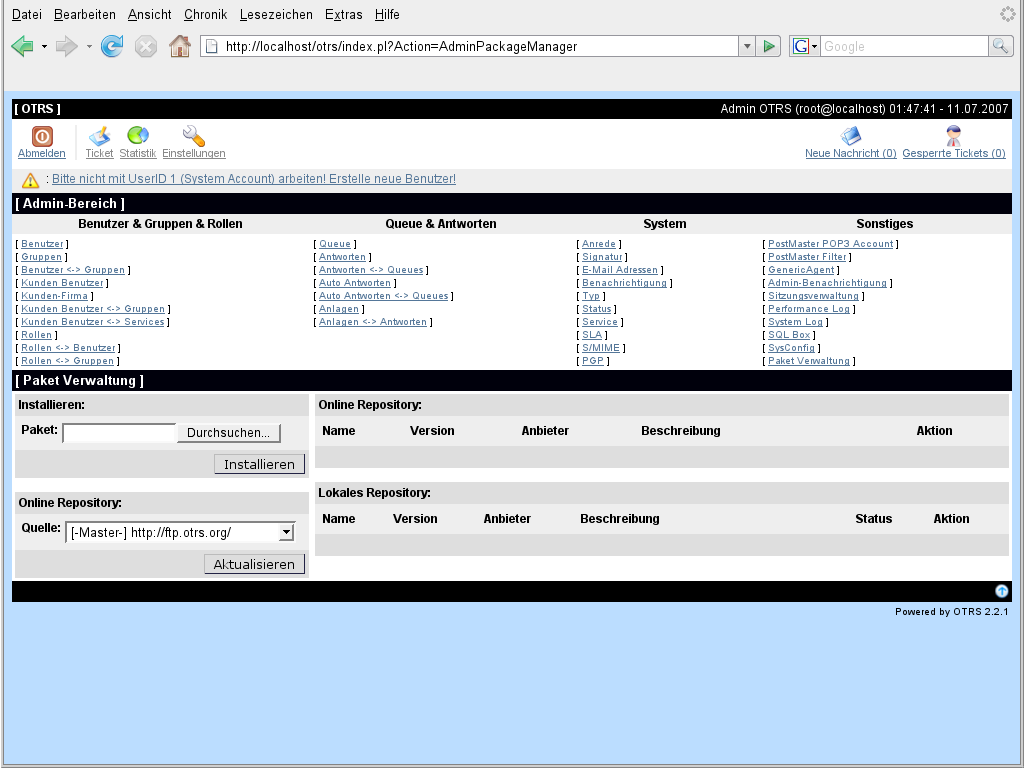 Datei Bearbeiten Ansicht Chronik Lesezeichen Extras Hilfe
http://localhost/otrs/index.pl?Action=AdminPackageManager
G Google
[ OTRS ] Admin OTRS (root@localhost) 01:47:41 - 11.07.2007
Abmelden Ticket Statistik Einstellungen Neue Nachricht (0) Gesperrte Tickets (0)
: Bitte nicht mit UserID 1 (System Account) arbeiten! Erstelle neue Benutzer!
[ Admin-Bereich ]
Benutzer & Gruppen & Rollen Queue & Antworten System Sonstiges
[ Benutzer ] [ Queue ] [ Anrede ] [ PostMaster POP3 Account ]
[ Gruppen ] [ Antworten ] [ Signatur ] [ PostMaster Filter ]
[ Benutzer <-> Gruppen ] [ Antworten <-> Queues ] [ E-Mail Adressen ] [ GenericAgent ]
[ Kunden Benutzer ] [ Auto Antworten ] [ Benachrichtigung ] [ Admin-Benachrichtigung ]
[ Kunden-Firma ] [ Auto Antworten <-> Queues ] [ Typ ] [ Sitzungsverwaltung ]
[ Kunden Benutzer <-> Gruppen ] [ Anlagen ] [ Status ] [ Performance Log ]
[ Kunden Benutzer <-> Services ] [ Anlagen <-> Antworten ] [ Service ] [ System Log ]
[ Rollen ] [ SLA ] [ SQL Box ]
[ Rollen <-> Benutzer ] [ S/MIME ] [ SysConfig ]
[ Rollen <-> Gruppen ] [ PGP ] [ Paket Verwaltung ]
[ Paket Verwaltung ]
Installieren:
Paket: Durchsuchen...
Installieren
Online Repository:
Quelle: [-Master-] http://ftp.otrs.org/
Aktualisieren
Online Repository:
Name Version Anbieter Beschreibung Aktion
Lokales Repository:
Name Version Anbieter Beschreibung Status Aktion
Powered by OTRS 2.2.1